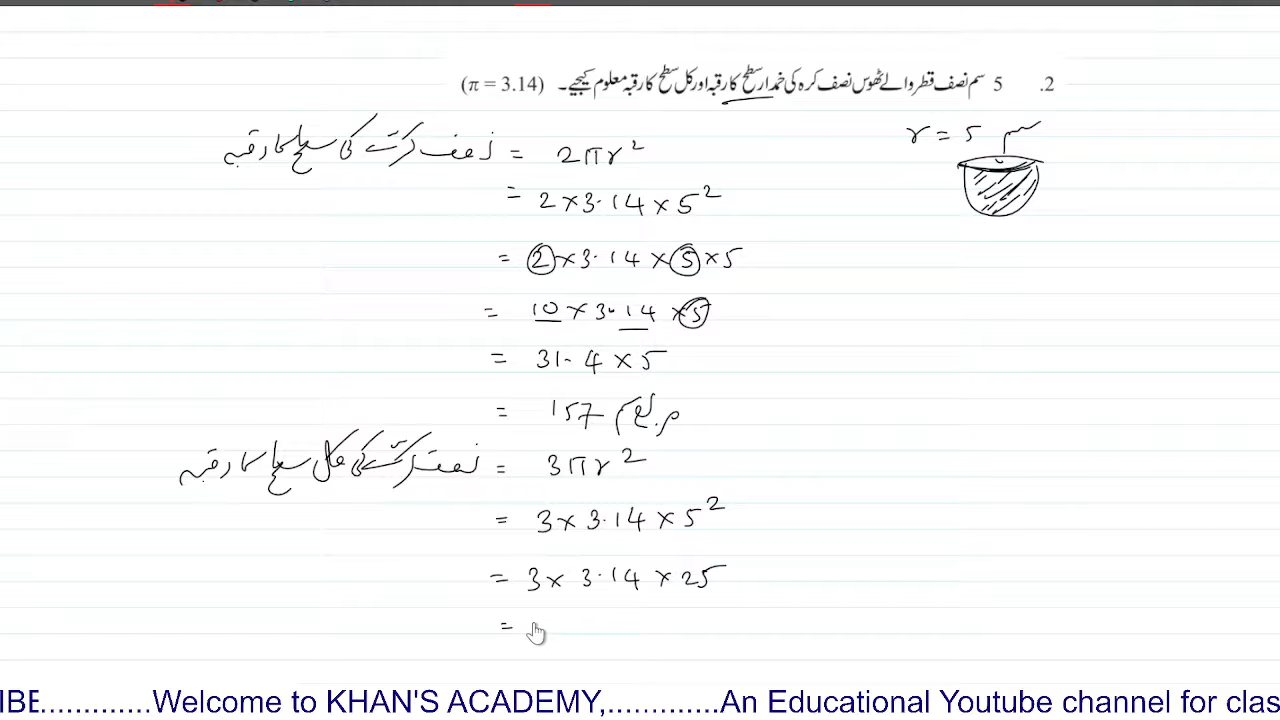 2. 5 سم نصف قطر والے ٹھوس نصف کرہ کی خمدار سطح کا رقبہ اور کل سطح کا رقبہ معلوم کیجیے۔ (π = 3.14)
r = 5 سم
نصف کرے کی سطح کا رقبہ = 2πr²
= 2 × 3.14 × 5²
= 2 × 3.14 × 5 × 5
= 10 × 3.14 × 5
= 31.4 × 5
= 157 م.ع سم
نصف کرے کی کل سطح کا رقبہ = 3πr²
= 3 × 3.14 × 5²
= 3 × 3.14 × 25
=
IBE.............Welcome to KHAN'S ACADEMY,.............An Educational Youtube channel for clas